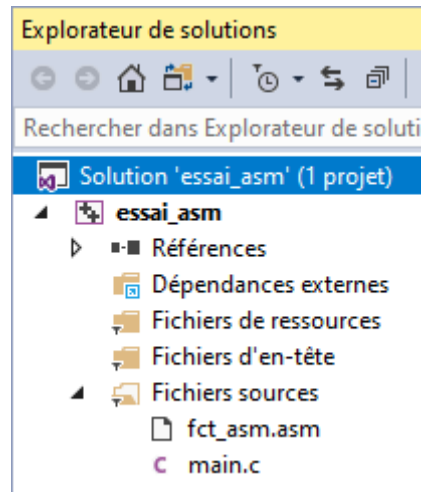 Explorateur de solutions
Rechercher dans Explorateur de soluti
Solution 'essai_asm' (1 projet)
essai_asm
Références
Dépendances externes
Fichiers de ressources
Fichiers d'en-tête
Fichiers sources
fct_asm.asm
main.c